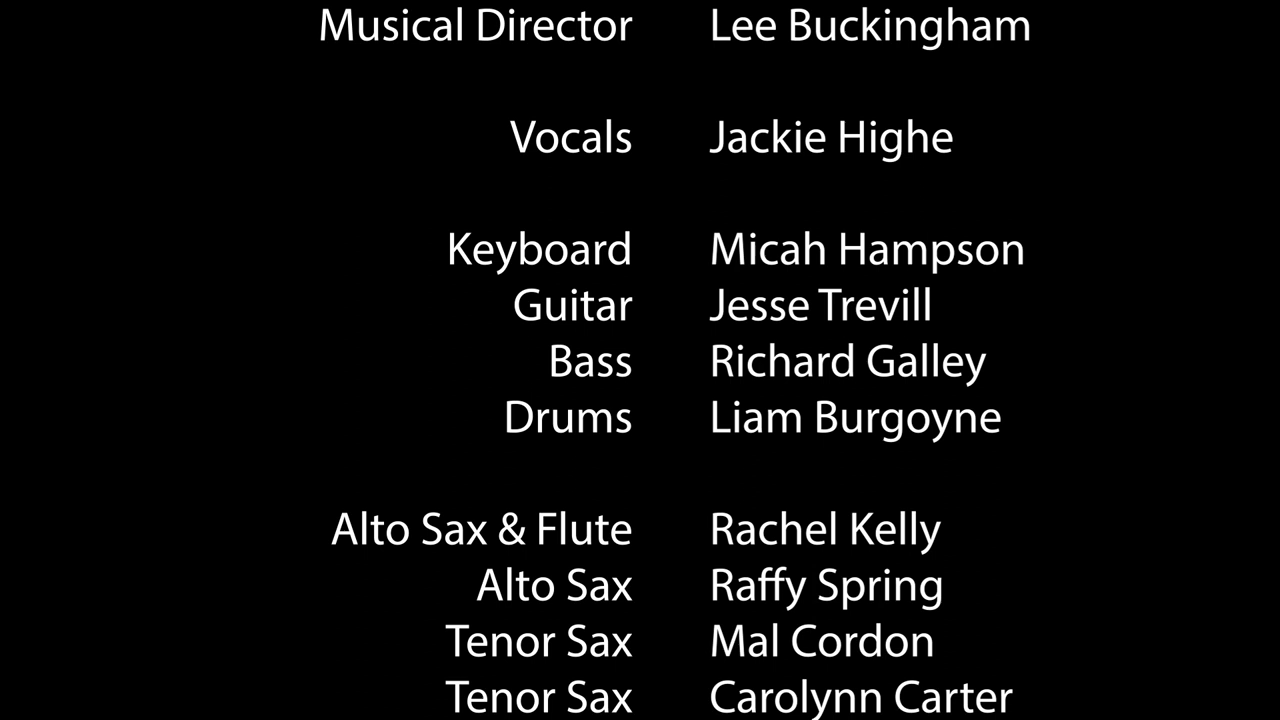 Musical Director Lee Buckingham
Vocals Jackie Highe
Keyboard Micah Hampson
Guitar Jesse Trevill
Bass Richard Galley
Drums Liam Burgoyne
Alto Sax & Flute Rachel Kelly
Alto Sax Raffy Spring
Tenor Sax Mal Cordon
Tenor Sax Carolynn Carter